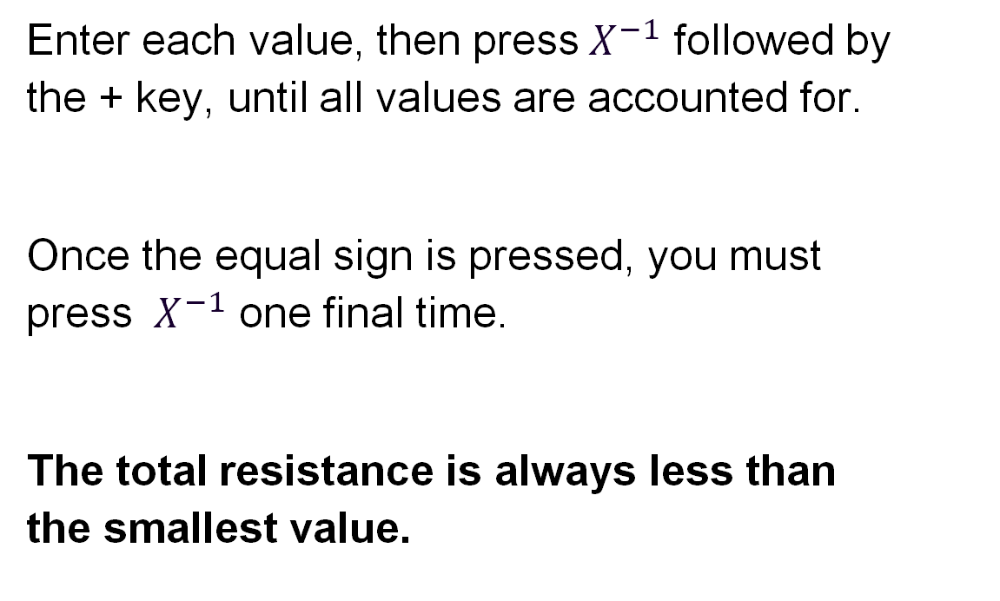 Enter each value, then press X⁻¹ followed by
the + key, until all values are accounted for.
Once the equal sign is pressed, you must
press X⁻¹ one final time.
The total resistance is always less than
the smallest value.